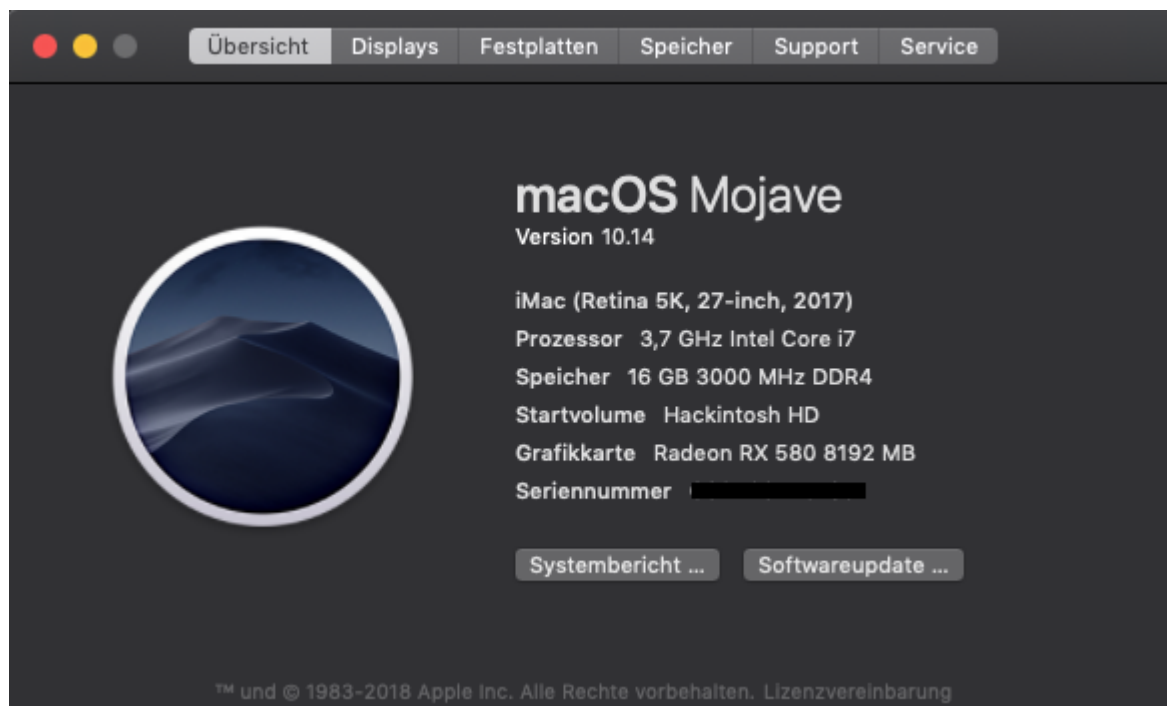 Übersicht Displays Festplatten Speicher Support Service
macOS Mojave
Version 10.14
iMac (Retina 5K, 27-inch, 2017)
Prozessor 3,7 GHz Intel Core i7
Speicher 16 GB 3000 MHz DDR4
Startvolume Hackintosh HD
Grafikkarte Radeon RX 580 8192 MB
Seriennummer
Systembericht ... Softwareupdate ...
™ und © 1983-2018 Apple Inc. Alle Rechte vorbehalten. Lizenzvereinbarung